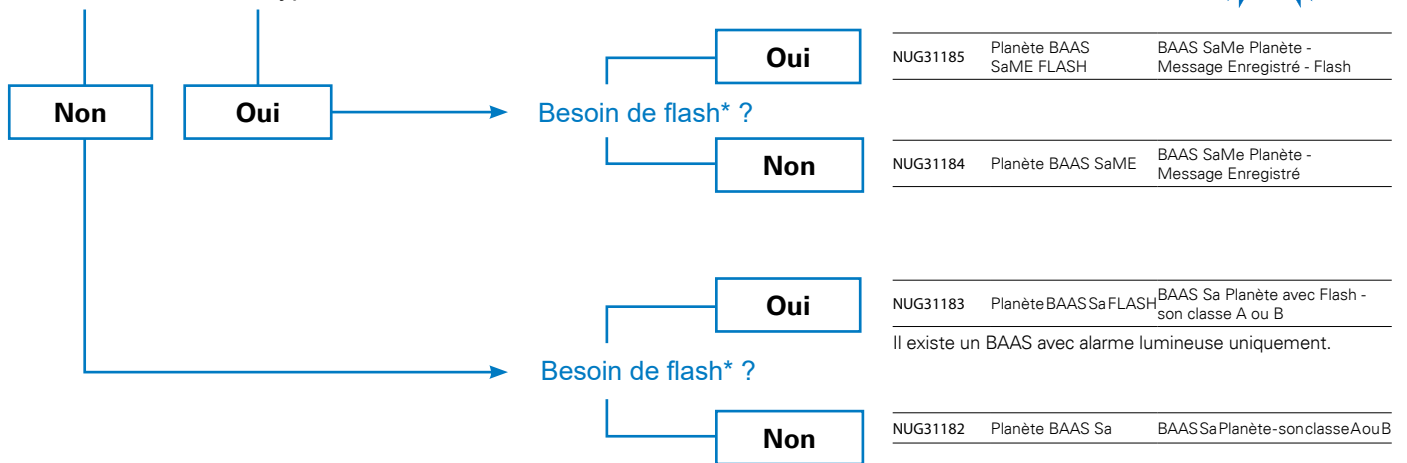 Oui
NUG31185 Planète BAAS SaME FLASH BAAS SaMe Planète - Message Enregistré - Flash
Non Oui
Besoin de flash* ?
Non
NUG31184 Planète BAAS SaME BAAS SaMe Planète - Message Enregistré
Oui
NUG31183 Planète BAAS Sa FLASH BAAS Sa Planète avec Flash - son classe A ou B
Il existe un BAAS avec alarme lumineuse uniquement.
Besoin de flash* ?
Non
NUG31182 Planète BAAS Sa BAAS Sa Planète - son classe A ou B